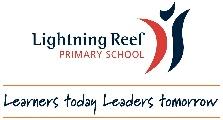 Lightning Reef
PRIMARY SCHOOL
Learners today Leaders tomorrow